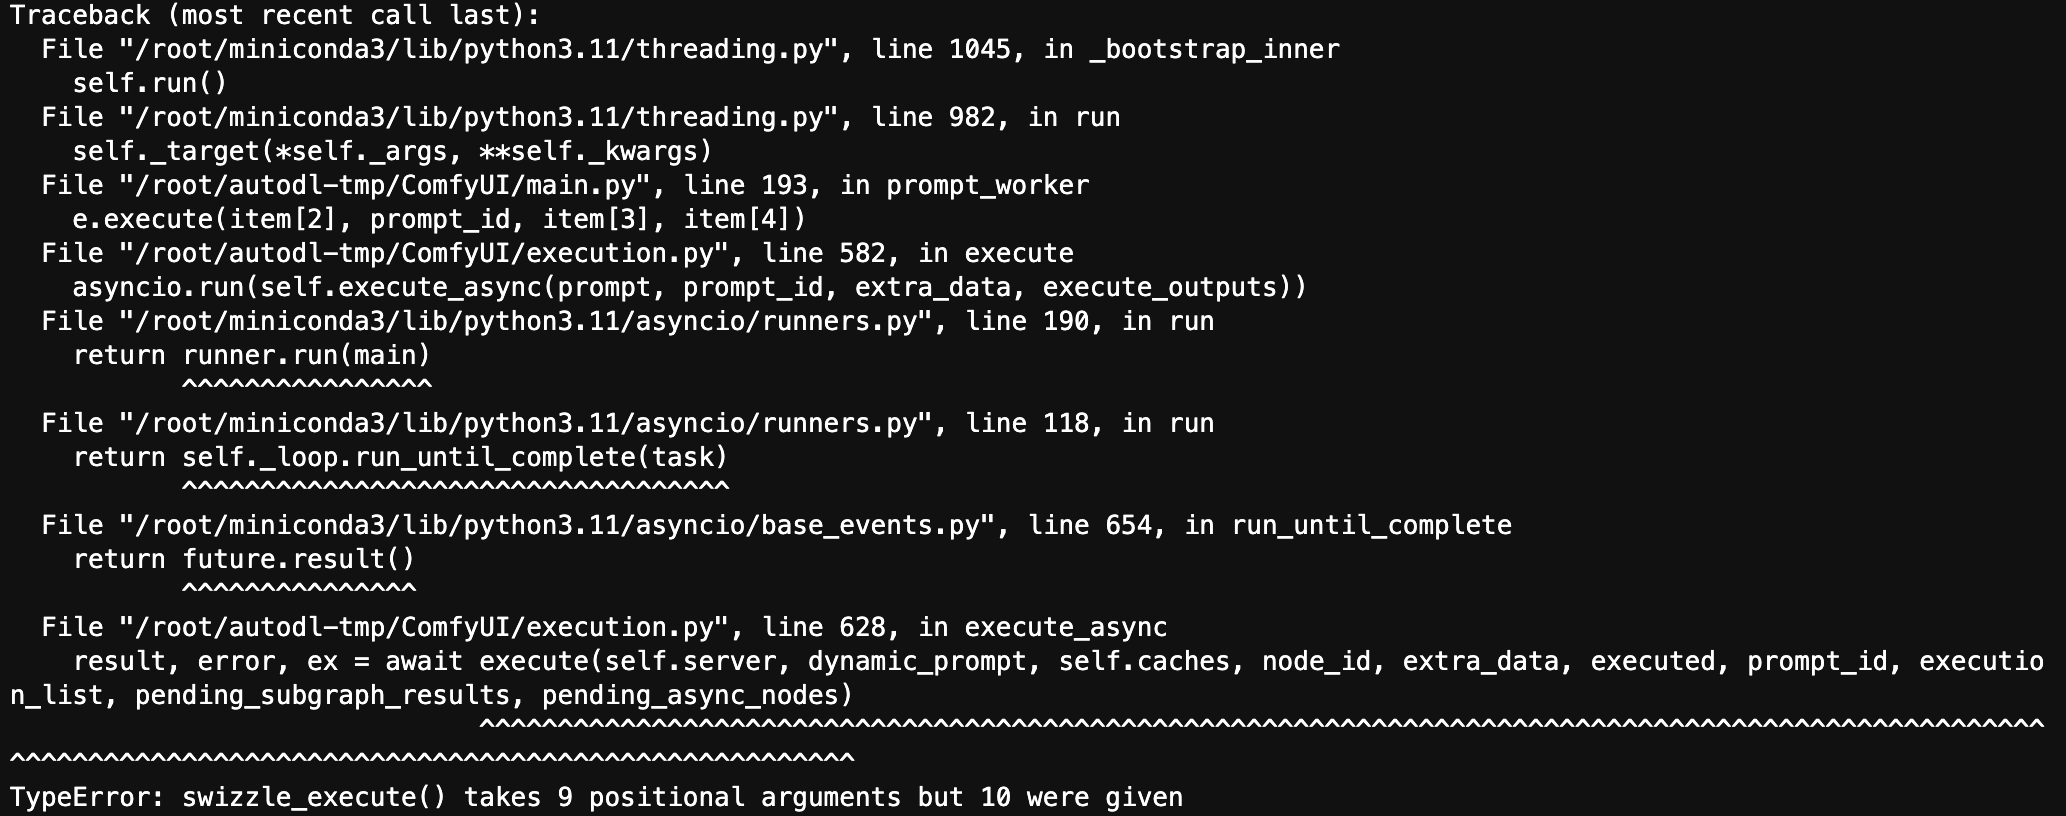 Traceback (most recent call last):
  File "/root/miniconda3/lib/python3.11/threading.py", line 1045, in _bootstrap_inner
    self.run()
  File "/root/miniconda3/lib/python3.11/threading.py", line 982, in run
    self._target(*self._args, **self._kwargs)
  File "/root/autodl-tmp/ComfyUI/main.py", line 193, in prompt_worker
    e.execute(item[2], prompt_id, item[3], item[4])
  File "/root/autodl-tmp/ComfyUI/execution.py", line 582, in execute
    asyncio.run(self.execute_async(prompt, prompt_id, extra_data, execute_outputs))
  File "/root/miniconda3/lib/python3.11/asyncio/runners.py", line 190, in run
    return runner.run(main)
           ^^^^^^^^^^^^^^^^
  File "/root/miniconda3/lib/python3.11/asyncio/runners.py", line 118, in run
    return self._loop.run_until_complete(task)
           ^^^^^^^^^^^^^^^^^^^^^^^^^^^^^^^^^^^
  File "/root/miniconda3/lib/python3.11/asyncio/base_events.py", line 654, in run_until_complete
    return future.result()
           ^^^^^^^^^^^^^^^
  File "/root/autodl-tmp/ComfyUI/execution.py", line 628, in execute_async
    result, error, ex = await execute(self.server, dynamic_prompt, self.caches, node_id, extra_data, executed, prompt_id, executio
n_list, pending_subgraph_results, pending_async_nodes)
                              ^^^^^^^^^^^^^^^^^^^^^^^^^^^^^^^^^^^^^^^^^^^^^^^^^^^^^^^^^^^^^^^^^^^^^^^^^^^^^^^^^^^^^^^^^^^^^^^^^^^^
^^^^^^^^^^^^^^^^^^^^^^^^^^^^^^^^^^^^^^^^^^^^^^^^^^^^^^
TypeError: swizzle_execute() takes 9 positional arguments but 10 were given